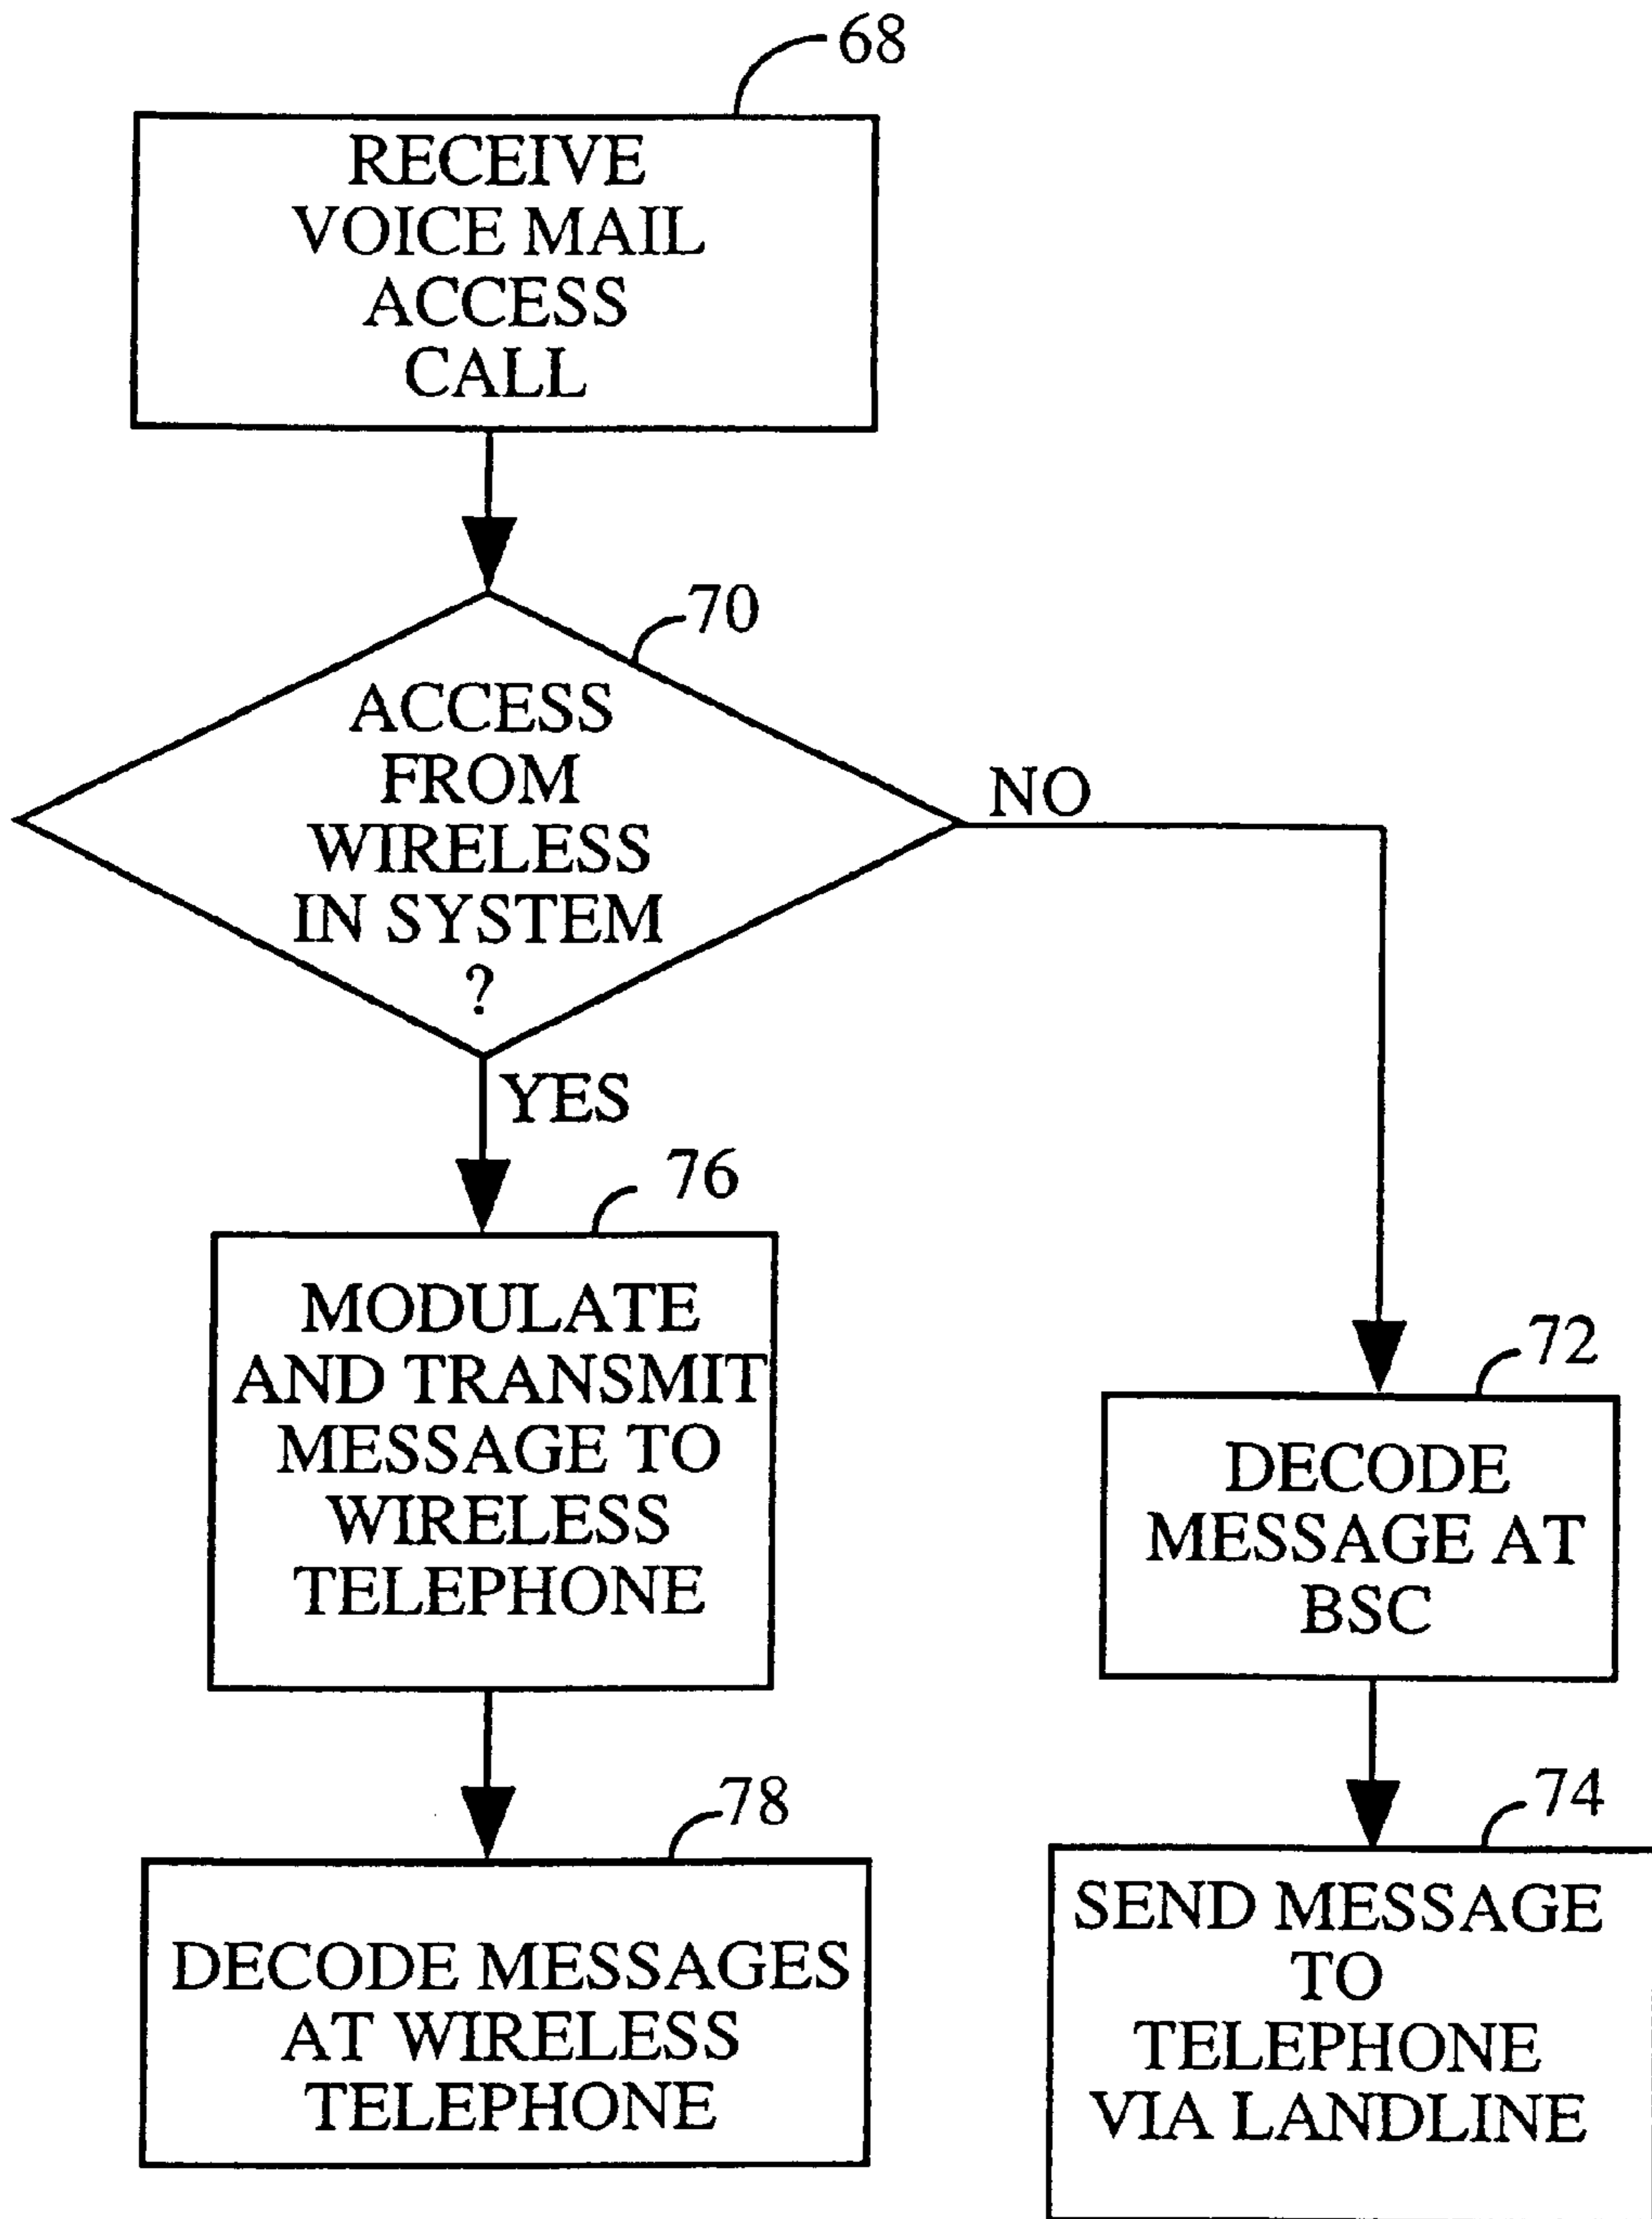 68
RECEIVE
VOICE MAIL
ACCESS
CALL
70
ACCESS
FROM
WIRELESS
IN SYSTEM
?
NO
YES
76
MODULATE
AND TRANSMIT
MESSAGE TO
WIRELESS
TELEPHONE
72
DECODE
MESSAGE AT
BSC
78
DECODE MESSAGES
AT WIRELESS
TELEPHONE
74
SEND MESSAGE
TO
TELEPHONE
VIA LANDLINE